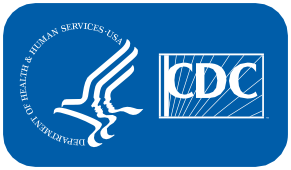 DEPARTMENT OF HEALTH & HUMAN SERVICES·USA
CDC